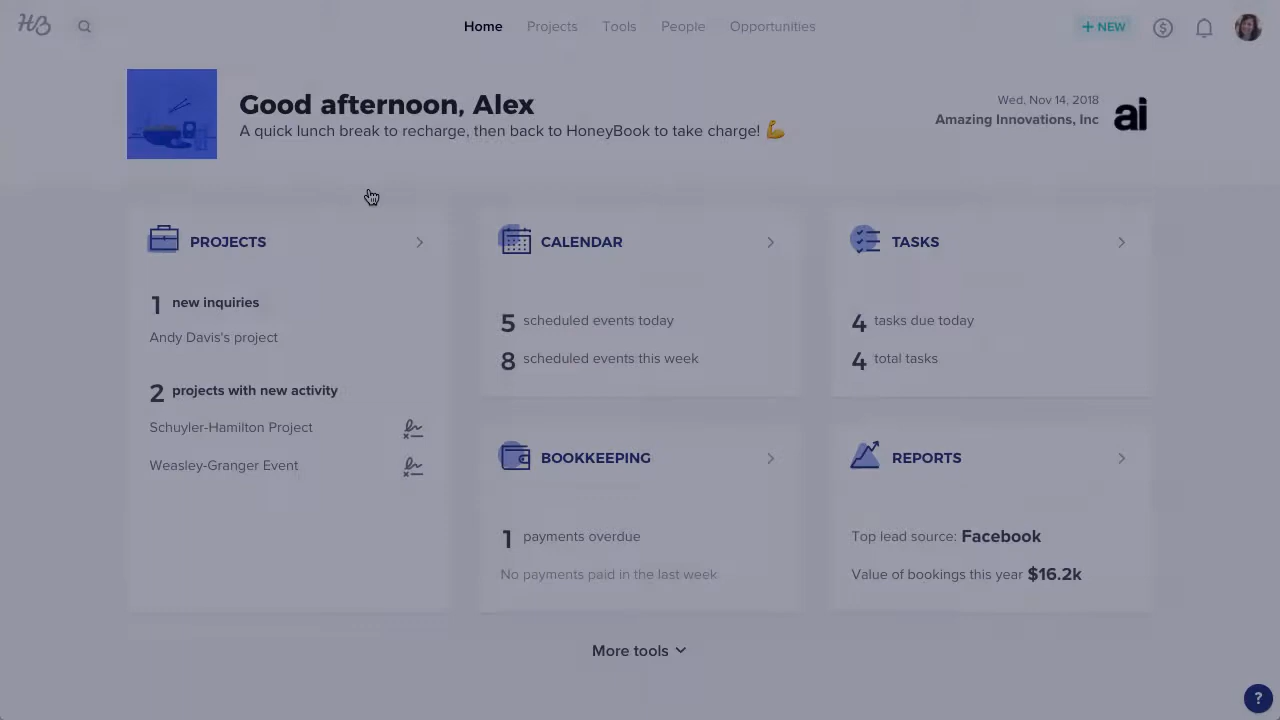 HB
Home Projects Tools People Opportunities
+ NEW
Good afternoon, Alex
A quick lunch break to recharge, then back to HoneyBook to take charge! 💪
Wed, Nov 14, 2018
Amazing Innovations, Inc
ai
PROJECTS
1 new inquiries
Andy Davis's project
2 projects with new activity
Schuyler-Hamilton Project
Weasley-Granger Event
CALENDAR
5 scheduled events today
8 scheduled events this week
TASKS
4 tasks due today
4 total tasks
BOOKKEEPING
1 payments overdue
No payments paid in the last week
REPORTS
Top lead source: Facebook
Value of bookings this year $16.2k
More tools
?